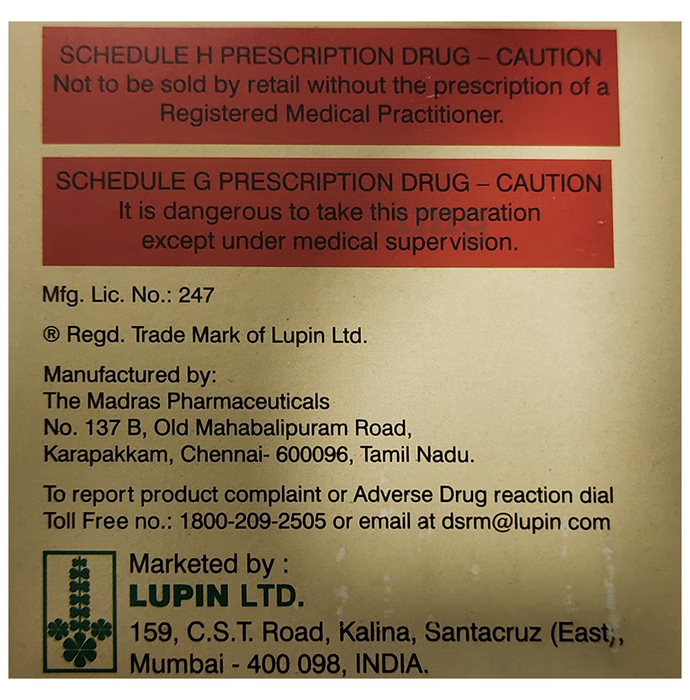 SCHEDULE H PRESCRIPTION DRUG – CAUTION
Not to be sold by retail without the prescription of a
Registered Medical Practitioner.
SCHEDULE G PRESCRIPTION DRUG – CAUTION
It is dangerous to take this preparation
except under medical supervision.
Mfg. Lic. No.: 247
® Regd. Trade Mark of Lupin Ltd.
Manufactured by:
The Madras Pharmaceuticals
No. 137 B, Old Mahabalipuram Road,
Karapakkam, Chennai- 600096, Tamil Nadu.
To report product complaint or Adverse Drug reaction dial
Toll Free no.: 1800-209-2505 or email at dsrm@lupin com
Marketed by :
LUPIN LTD.
159, C.S.T. Road, Kalina, Santacruz (East),
Mumbai - 400 098, INDIA.